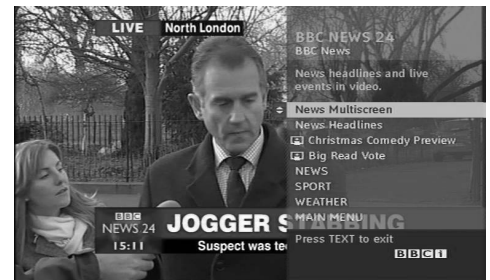 LIVE North London
BBC NEWS 24
BBC News
News headlines and live
events in video.
News Multiscreen
News Headlines
Christmas Comedy Preview
Big Read Vote
NEWS
SPORT
WEATHER
MAIN MENU
Press TEXT to exit
BBC1
BBC
NEWS 24
15:11
JOGGER STABBING
Suspect was